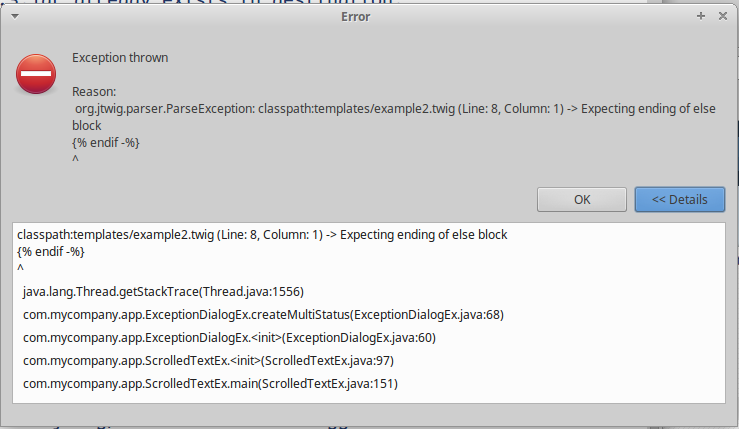 Error
Exception thrown
Reason:
org.jtwig.parser.ParseException: classpath:templates/example2.twig (Line: 8, Column: 1) -> Expecting ending of else
block
{% endif -%}
^
OK
<< Details
classpath:templates/example2.twig (Line: 8, Column: 1) -> Expecting ending of else block
{% endif -%}
^
java.lang.Thread.getStackTrace(Thread.java:1556)
com.mycompany.app.ExceptionDialogEx.createMultiStatus(ExceptionDialogEx.java:68)
com.mycompany.app.ExceptionDialogEx.<init>(ExceptionDialogEx.java:60)
com.mycompany.app.ScrolledTextEx.<init>(ScrolledTextEx.java:97)
com.mycompany.app.ScrolledTextEx.main(ScrolledTextEx.java:151)